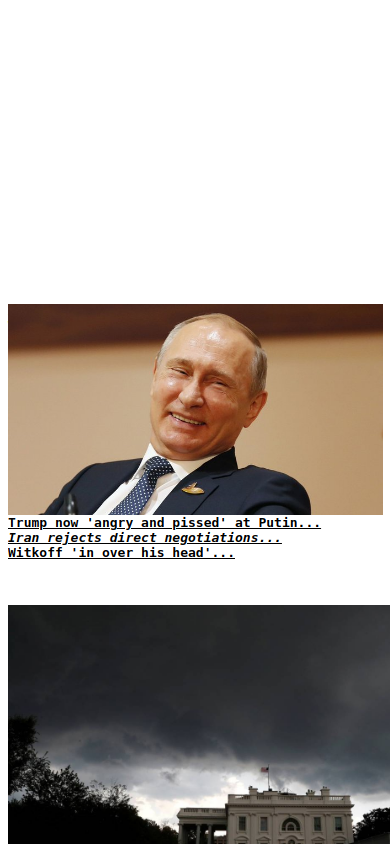 Trump now 'angry and pissed' at Putin...
Iran rejects direct negotiations...
Witkoff 'in over his head'...